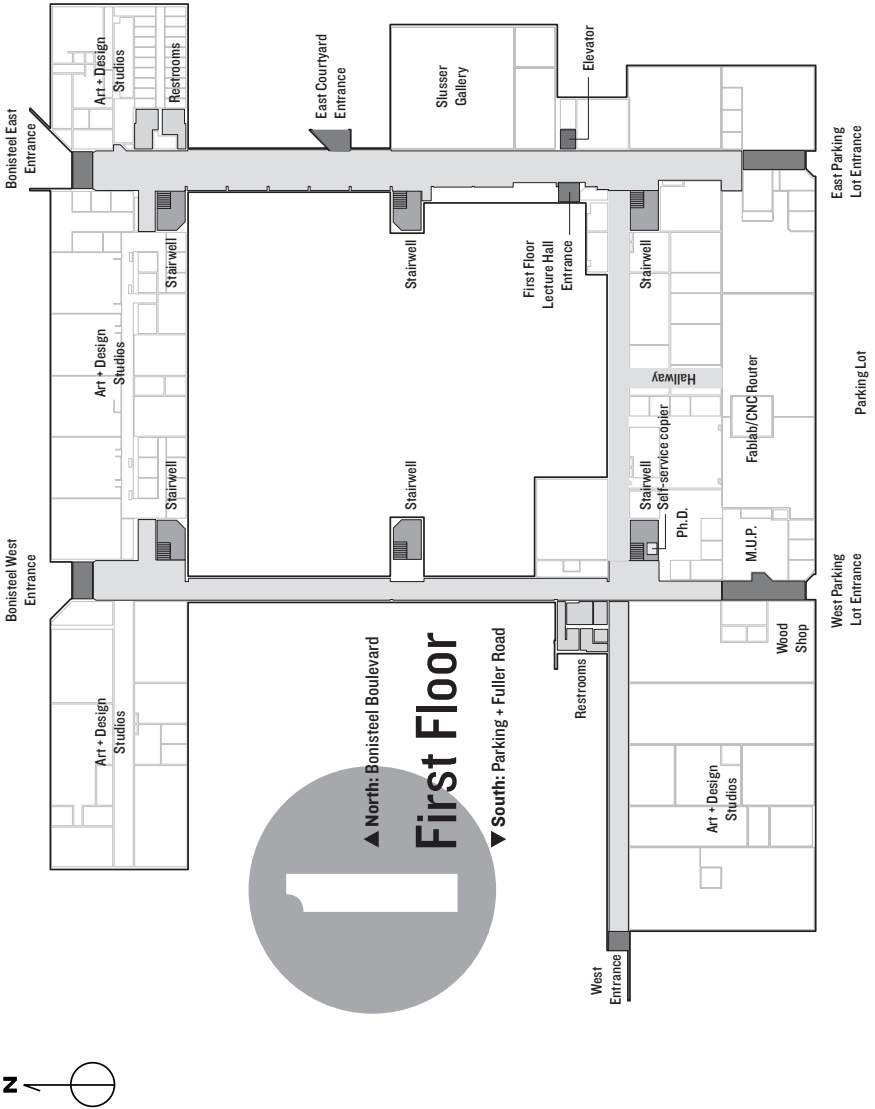 N
Bonisteel West
Entrance
Bonisteel East
Entrance
Art + Design
Studios
Art + Design
Studios
Art + Design
Studios
Restrooms
Stairwell
Stairwell
East Courtyard
Entrance
North: Bonisteel Boulevard
First Floor
South: Parking + Fuller Road
1
Stairwell
Stairwell
Slusser
Gallery
First Floor
Lecture Hall
Entrance
Elevator
Restrooms
West
Entrance
Stairwell
Self-service copier
Ph.D.
Hallway
Stairwell
Art + Design
Studios
M.U.P.
Fablab/CNC Router
Wood
Shop
West Parking
Lot Entrance
Parking Lot
East Parking
Lot Entrance